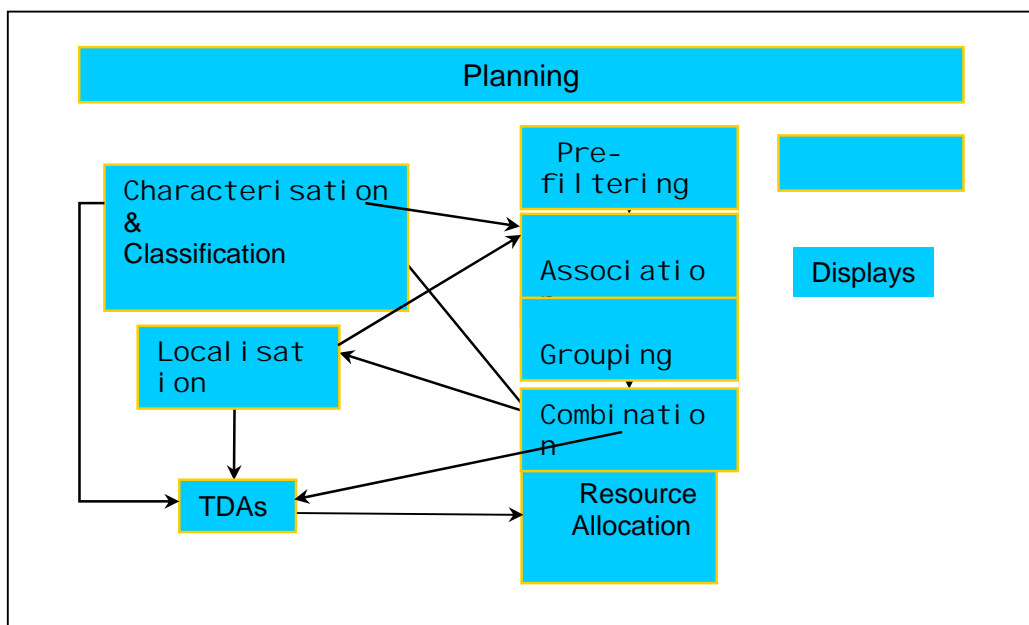 Planning
Pre-
filtering
Characterisation
&
Classification
Associatio
Displays
Localisat
ion
Grouping
Combinatio
n
TDAs
Resource
Allocation